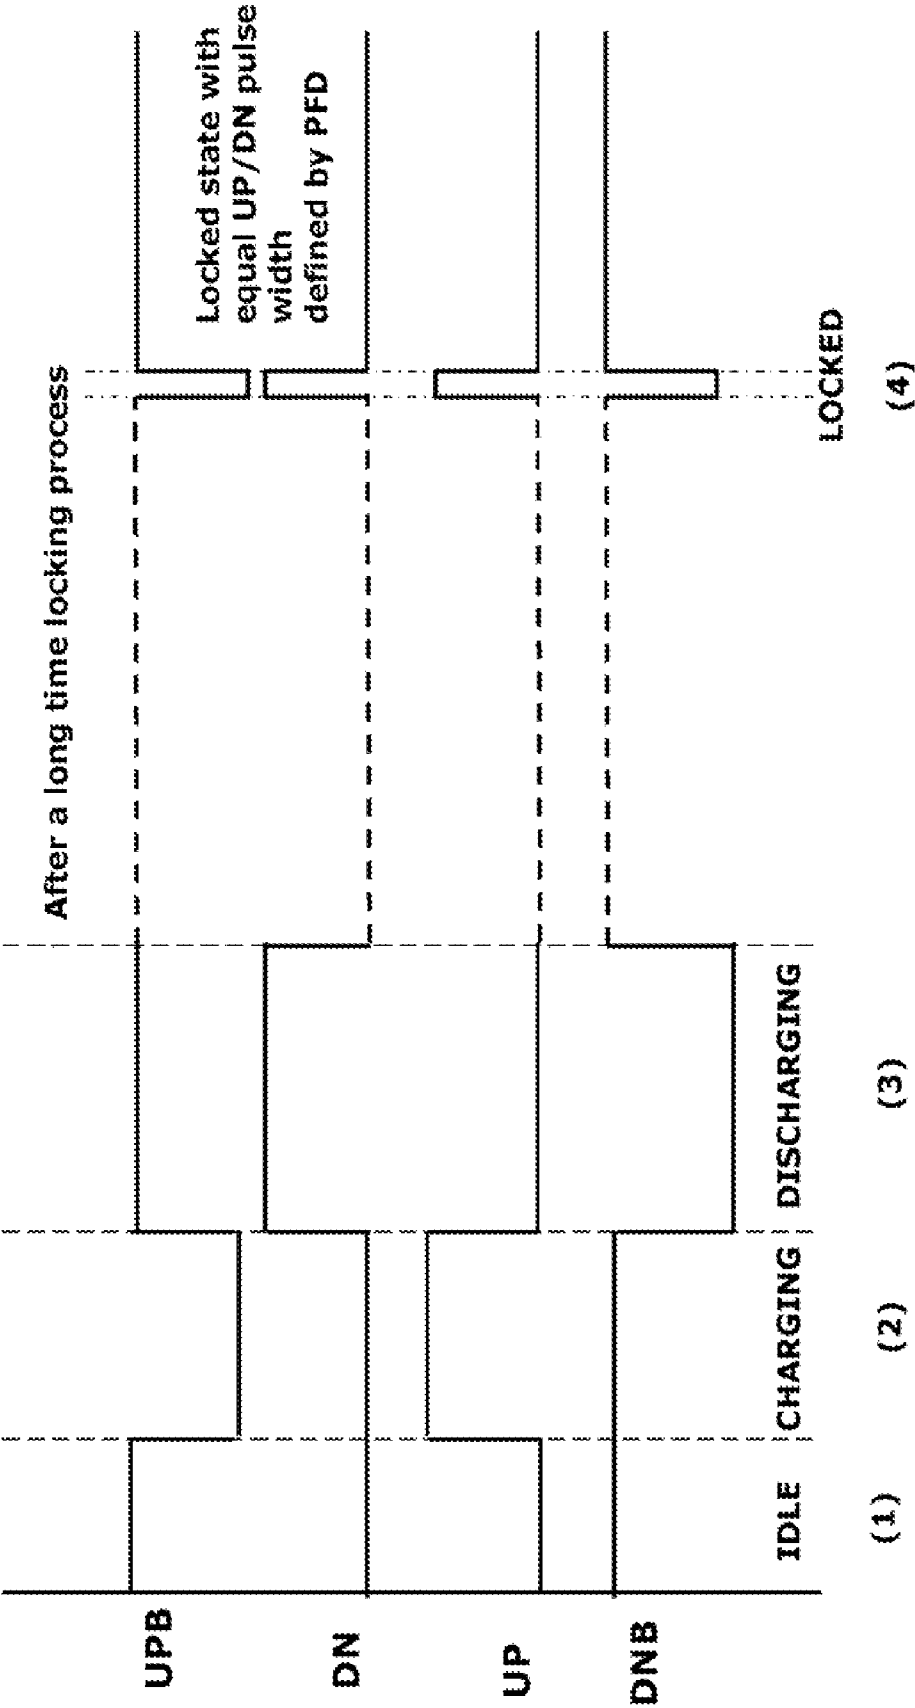 After a long time locking process
Locked state with
equal UP/DN pulse
width
defined by PFD
UPB
DN
UP
DNB
IDLE
CHARGING
DISCHARGING
LOCKED
(1)
(2)
(3)
(4)